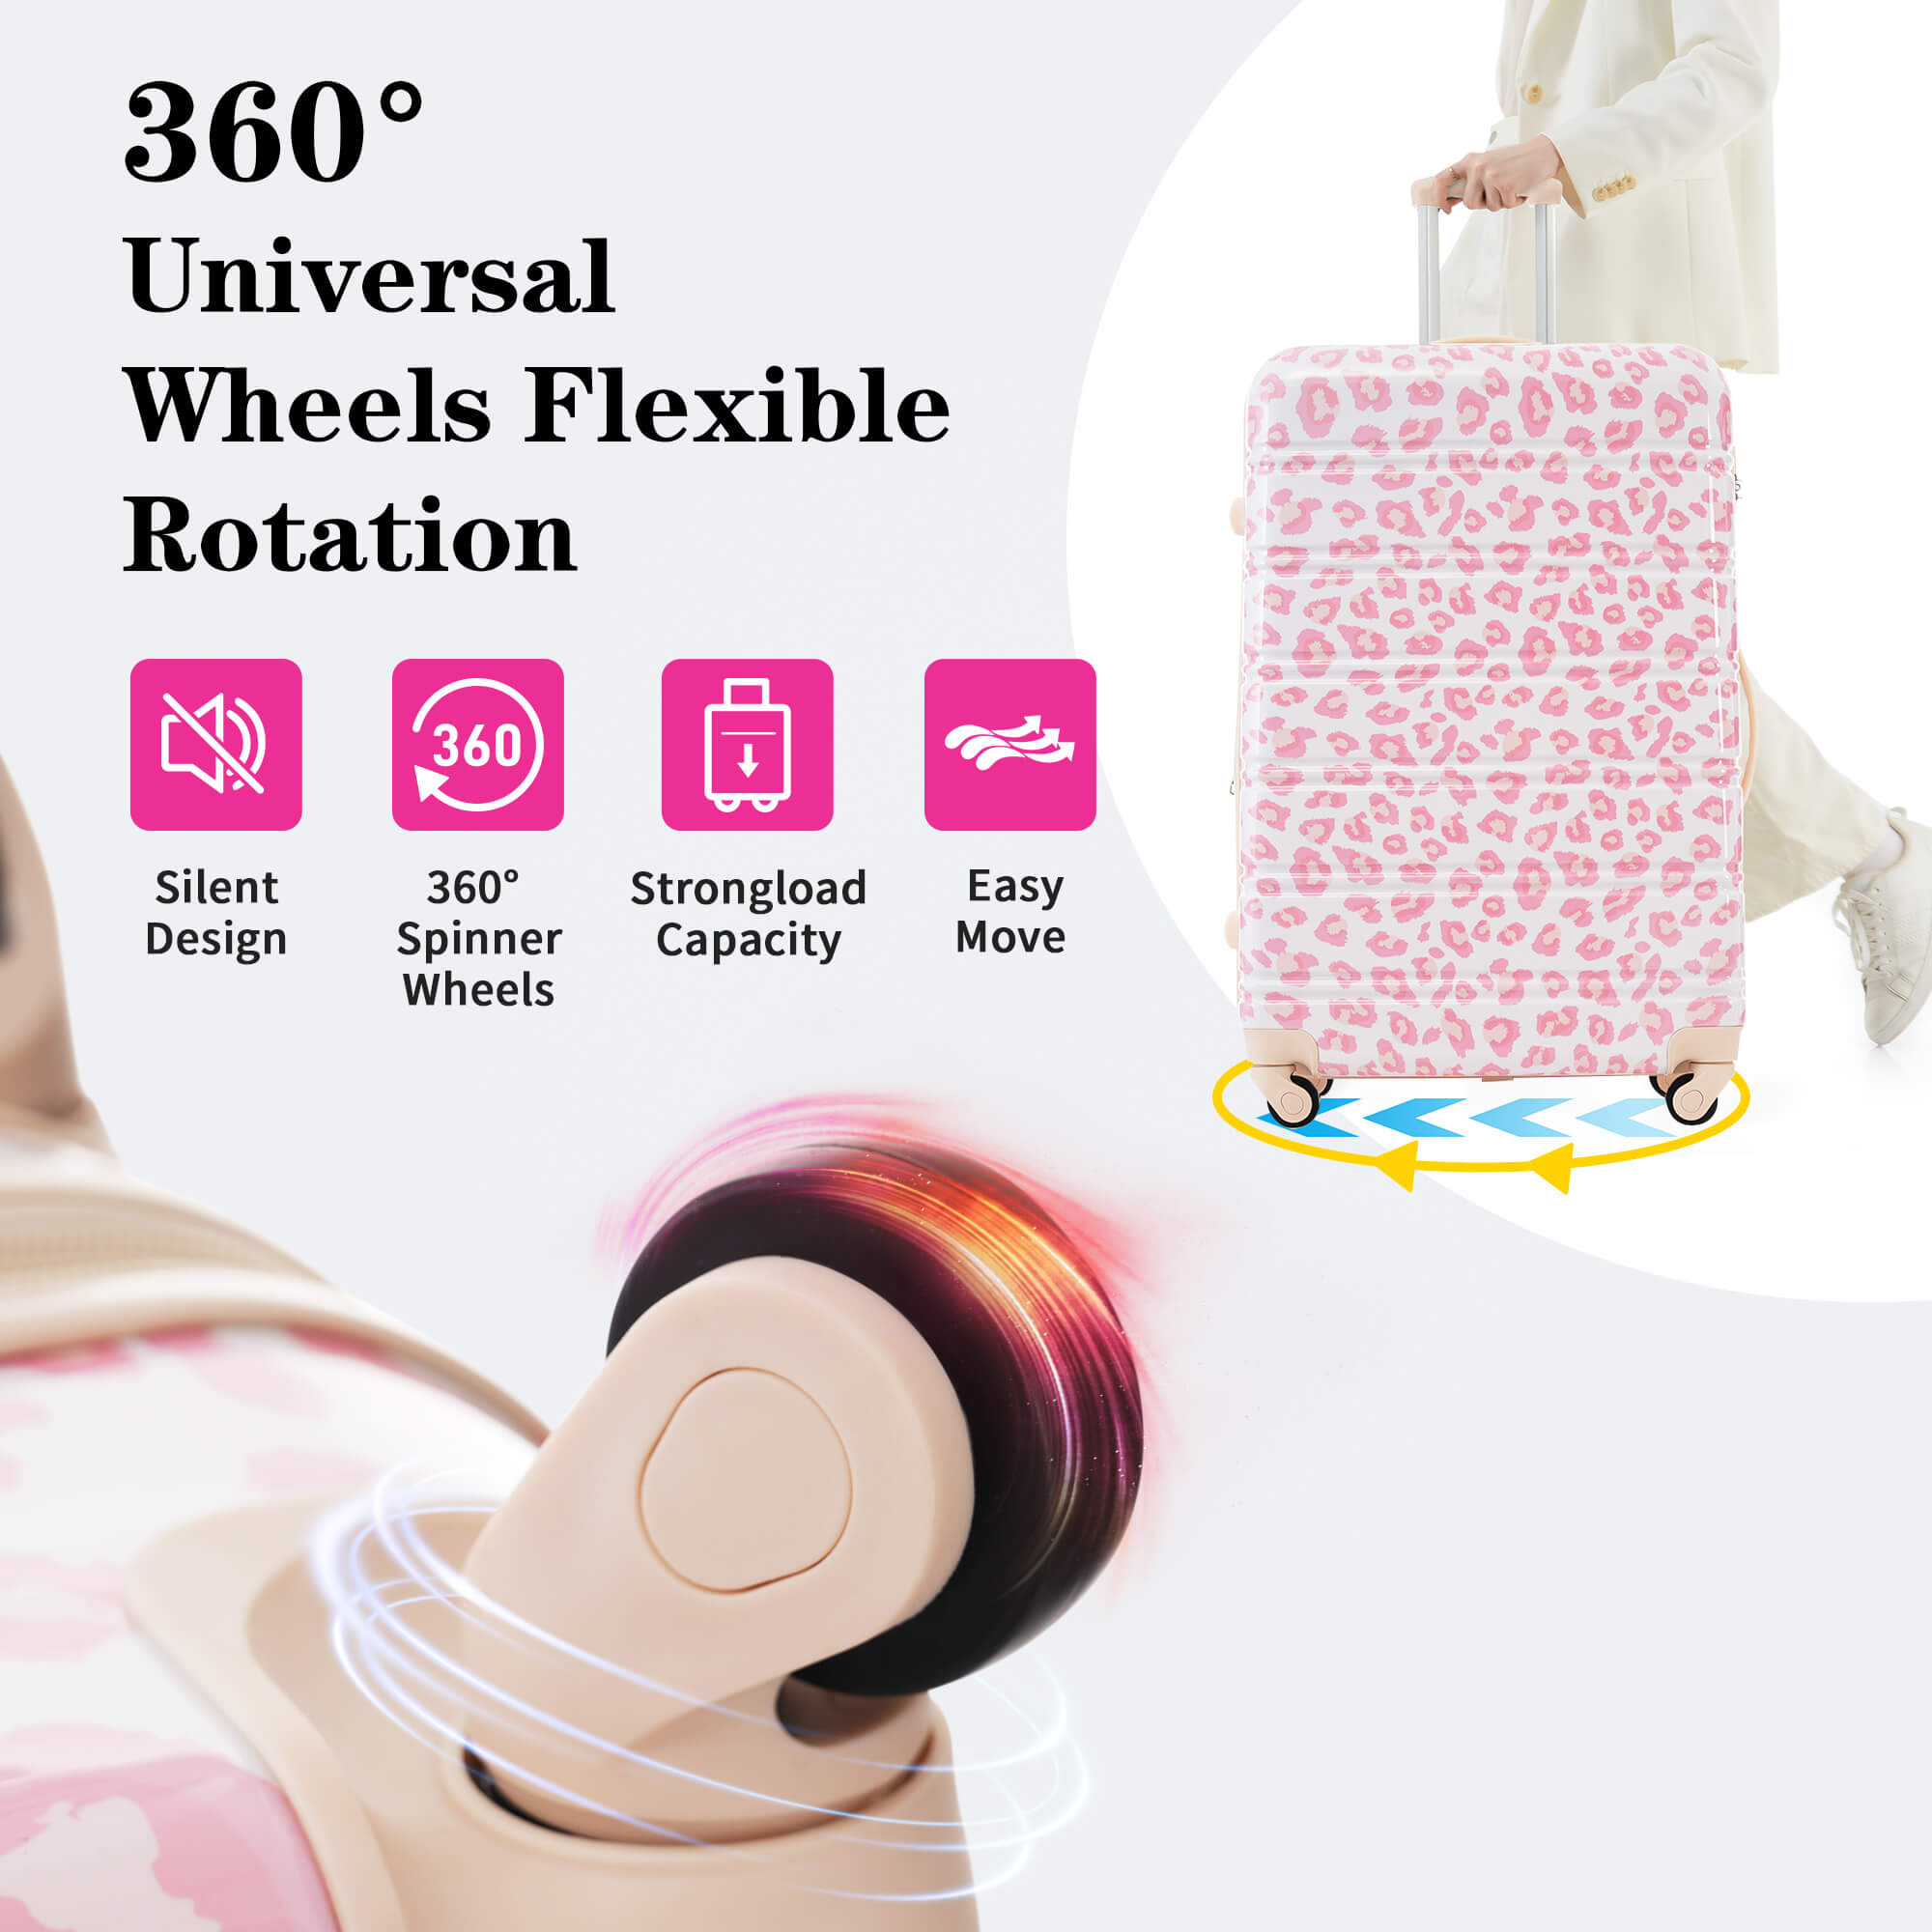 360°
Universal
Wheels Flexible
Rotation
360
Silent
Design
360°
Spinner
Wheels
Strongload
Capacity
Easy
Move